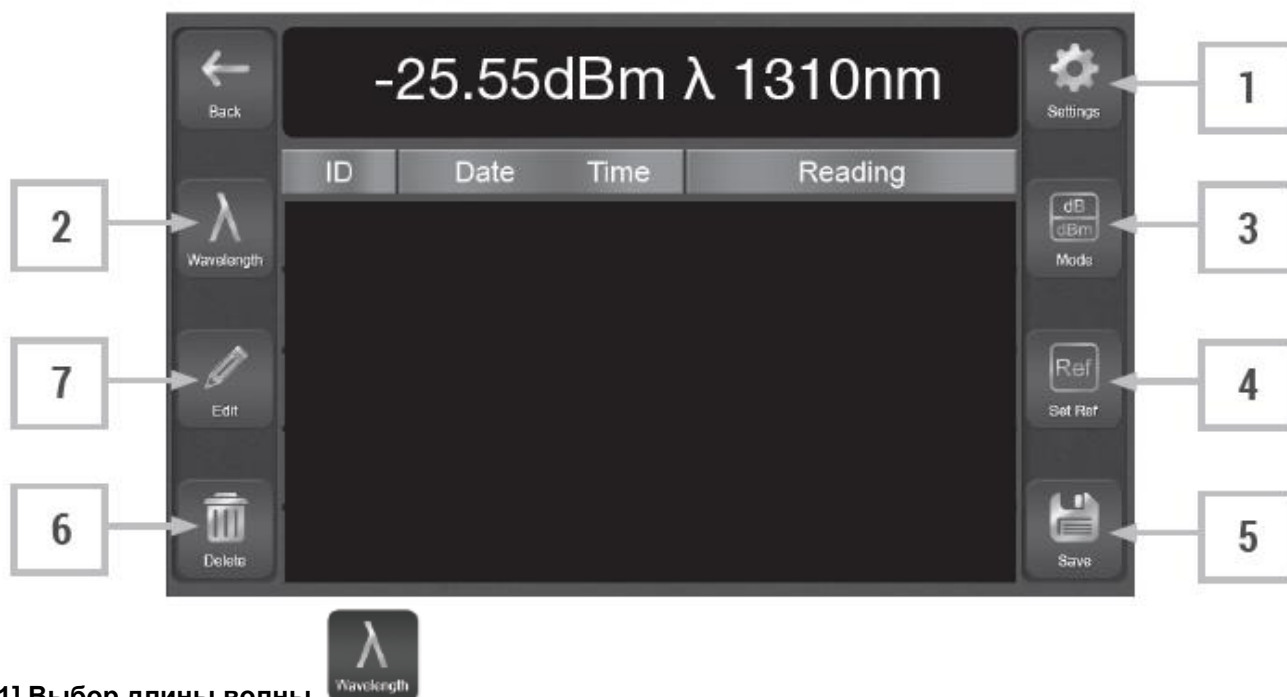 Back
-25.55dBm λ 1310nm
Settings
1
ID Date Time Reading
2
λ
Wavelength
dB
dBm
Mode
3
7
Edit
Ref
Set Ref
4
6
Delete
Save
5
λ
Wavelength
1] Выбор длины волны